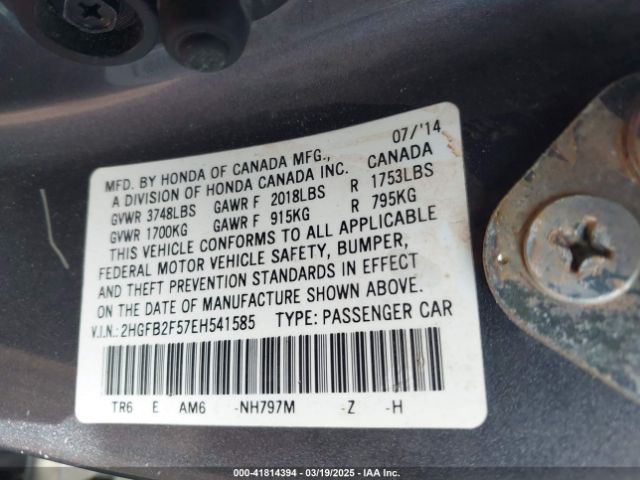 07/'14
MFD. BY HONDA OF CANADA MFG., CANADA
A DIVISION OF HONDA CANADA INC.
GVWR 3748LBS GAWR F 2018LBS R 1753LBS
GVWR 1700KG GAWR F 915KG R 795KG
THIS VEHICLE CONFORMS TO ALL APPLICABLE
FEDERAL MOTOR VEHICLE SAFETY, BUMPER,
AND THEFT PREVENTION STANDARDS IN EFFECT
ON THE DATE OF MANUFACTURE SHOWN ABOVE.
V.I.N.:2HGFB2F57EH541585 TYPE: PASSENGER CAR
TR6 E AM6 -NH797M -Z -H
000-41814394 - 03/19/2025 - IAA Inc.